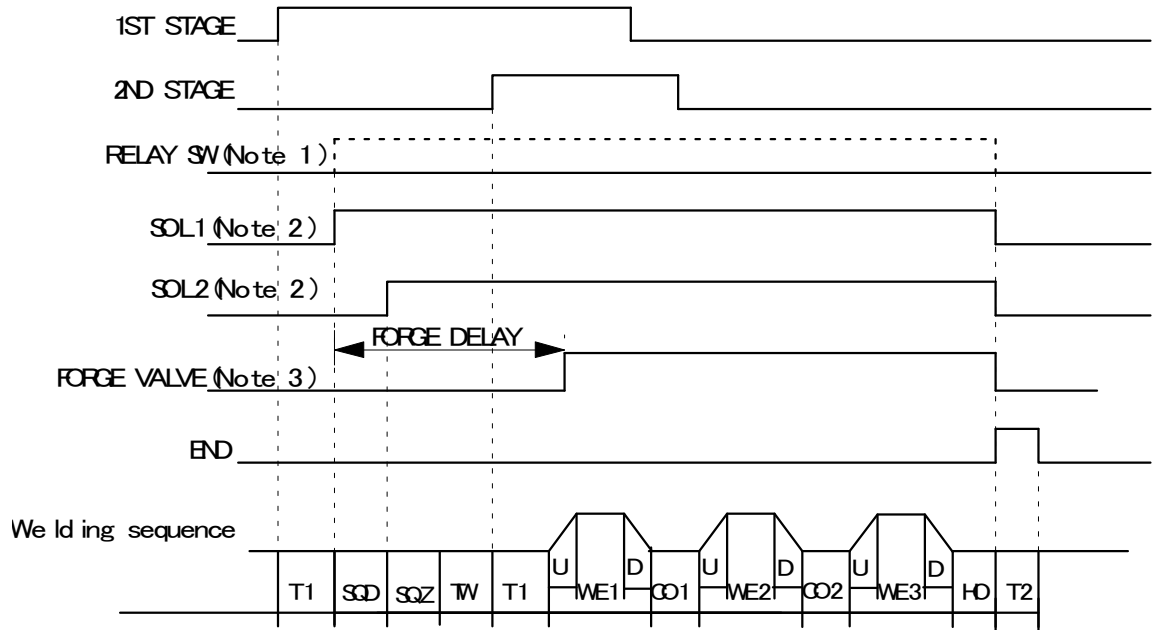 1ST STAGE
2ND STAGE
RELAY SW(Note 1)
SOL1(Note 2)
SOL2(Note 2)
FORGE DELAY
FORGE VALVE(Note 3)
END
Welding sequence
U D U D U D
T1 SQD SQZ TW T1 WE1 CO1 WE2 CO2 WE3 HO T2